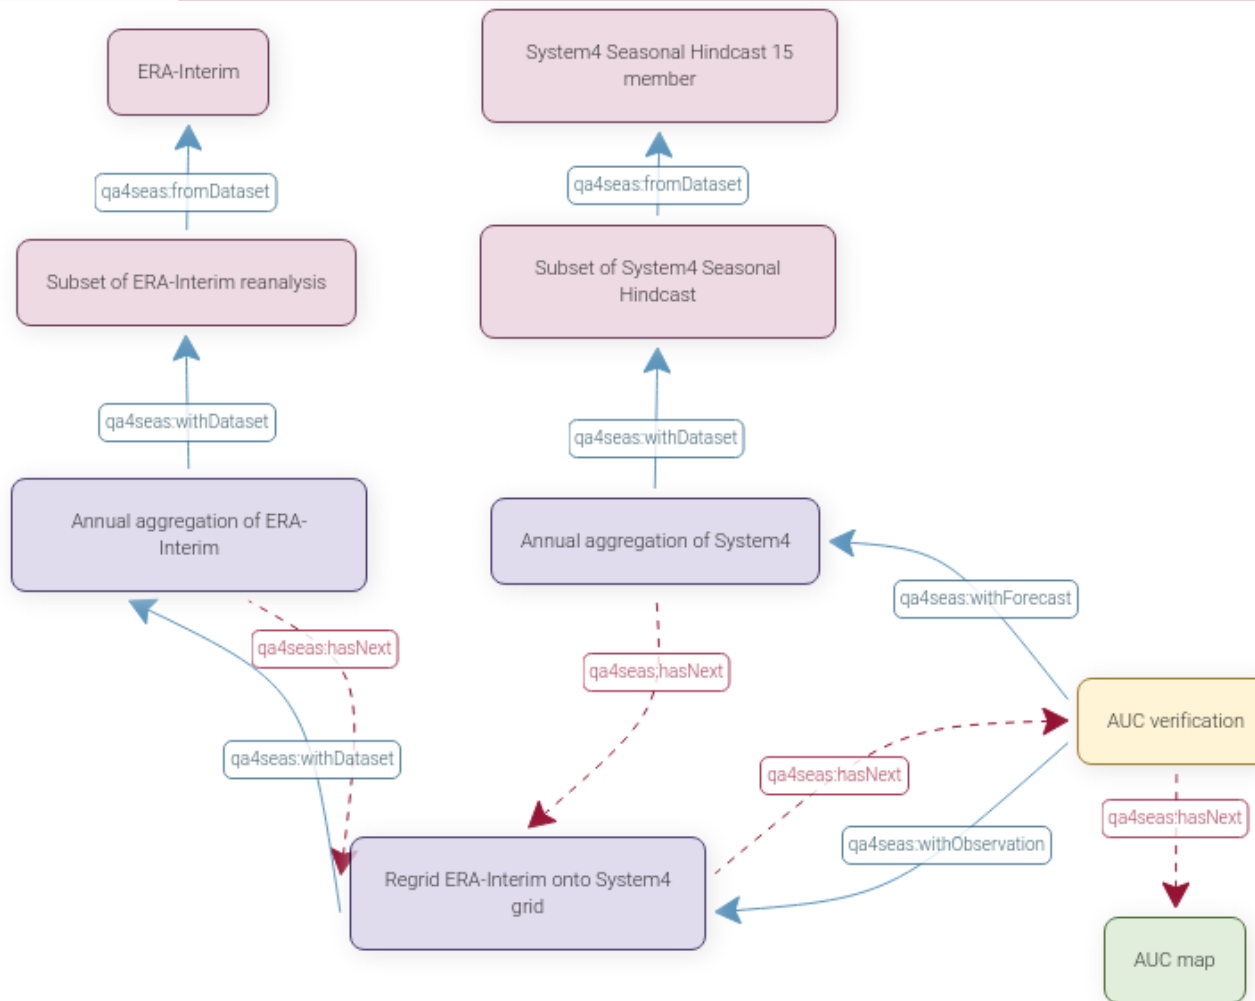 ERA-Interim
System4 Seasonal Hindcast 15
member
qa4seas:fromDataset
qa4seas:fromDataset
Subset of ERA-Interim reanalysis
Subset of System4 Seasonal
Hindcast
qa4seas:withDataset
qa4seas:withDataset
Annual aggregation of ERA-
Interim
Annual aggregation of System4
qa4seas:withForecast
qa4seas:hasNext
qa4seas:hasNext
AUC verification
qa4seas:withDataset
qa4seas:hasNext
qa4seas:hasNext
qa4seas:withObservation
Regrid ERA-Interim onto System4
grid
AUC map